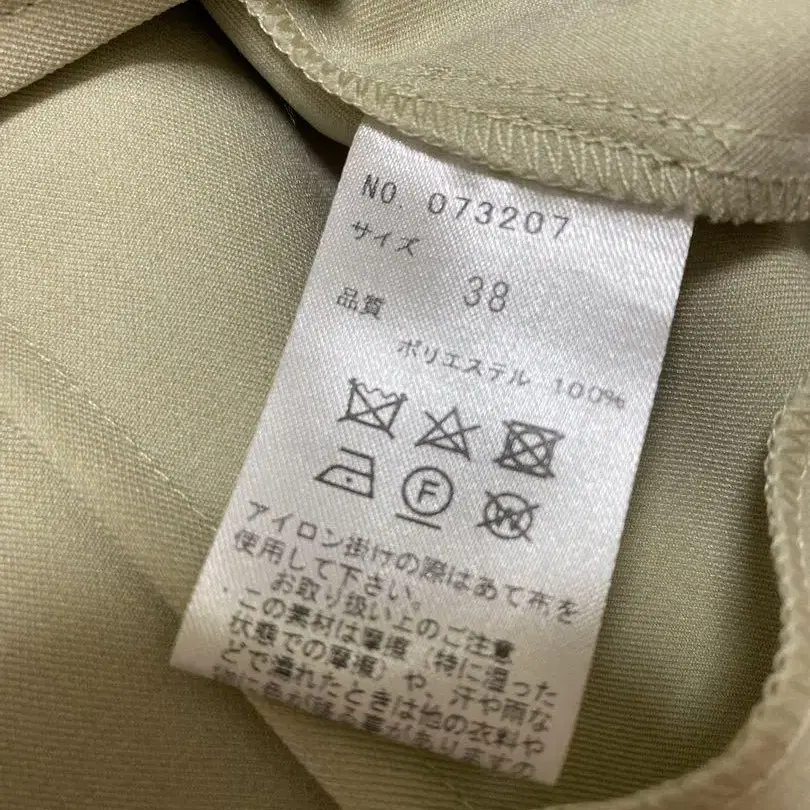 NO. 073207
サイズ
38
品質
ポリエステル 100%
F
W
アイロン掛けの際はあて布を
使用して下さい。
お取り扱い上のご注意
・この素材は摩擦(特に湿った
状態での摩擦)や、汗や雨な
どで濡れたときは他の衣料や